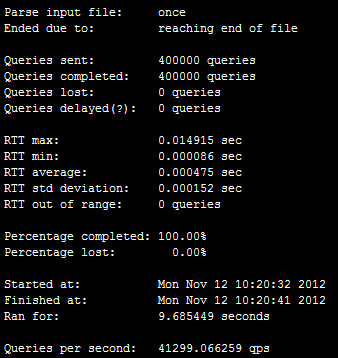 Parse input file:     once
Ended due to:         reaching end of file
Queries sent:         400000 queries
Queries completed:    400000 queries
Queries lost:         0 queries
Queries delayed(?):   0 queries
RTT max:              0.014915 sec
RTT min:              0.000086 sec
RTT average:          0.000475 sec
RTT std deviation:    0.000152 sec
RTT out of range:     0 queries
Percentage completed: 100.00%
Percentage lost:        0.00%
Started at:           Mon Nov 12 10:20:32 2012
Finished at:          Mon Nov 12 10:20:41 2012
Ran for:              9.685449 seconds
Queries per second:   41299.066259 qps